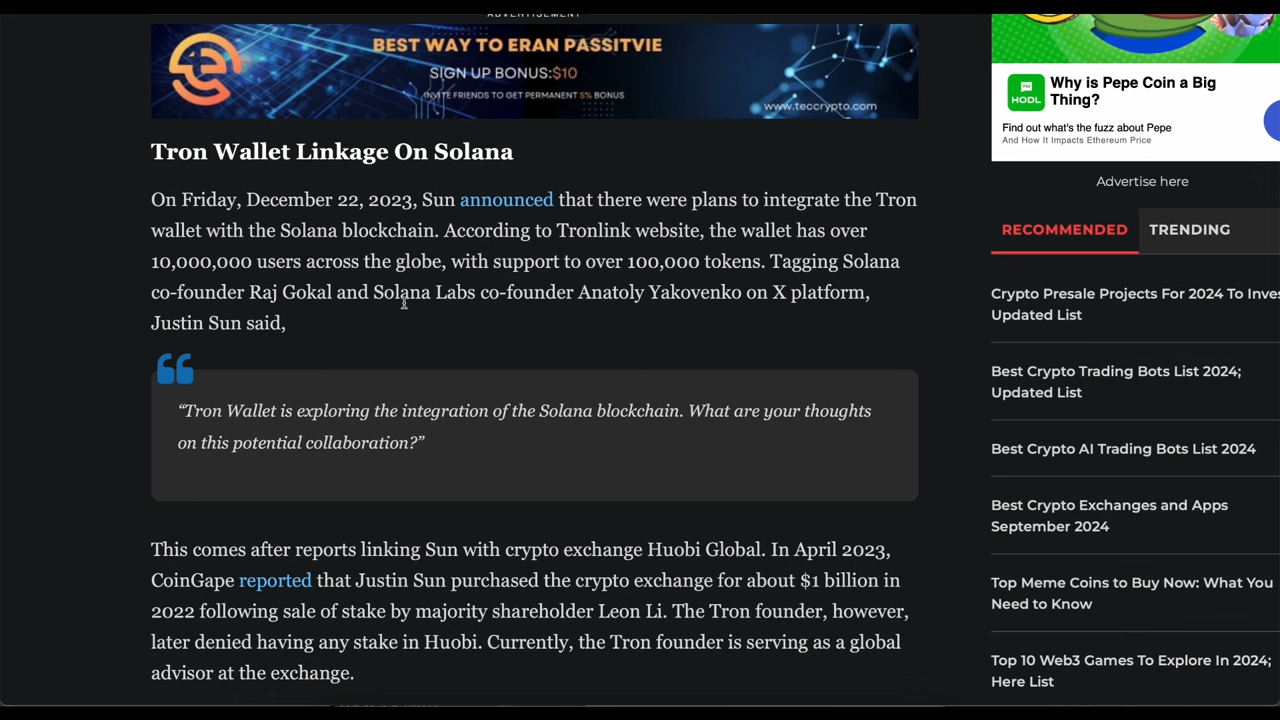 ADVERTISEMENT
BEST WAY TO ERAN PASSITVIE
SIGN UP BONUS:$10
INVITE FRIENDS TO GET PERMANENT 5% BONUS
www.teccrypto.com
Tron Wallet Linkage On Solana
On Friday, December 22, 2023, Sun announced that there were plans to integrate the Tron
wallet with the Solana blockchain. According to Tronlink website, the wallet has over
10,000,000 users across the globe, with support to over 100,000 tokens. Tagging Solana
co-founder Raj Gokal and Solana Labs co-founder Anatoly Yakovenko on X platform,
Justin Sun said,
“Tron Wallet is exploring the integration of the Solana blockchain. What are your thoughts
on this potential collaboration?”
This comes after reports linking Sun with crypto exchange Huobi Global. In April 2023,
CoinGape reported that Justin Sun purchased the crypto exchange for about $1 billion in
2022 following sale of stake by majority shareholder Leon Li. The Tron founder, however,
later denied having any stake in Huobi. Currently, the Tron founder is serving as a global
advisor at the exchange.
HODL
Why is Pepe Coin a Big
Thing?
Find out what's the fuzz about Pepe
And How It Impacts Ethereum Price
Advertise here
RECOMMENDED
TRENDING
Crypto Presale Projects For 2024 To Inves
Updated List
Best Crypto Trading Bots List 2024;
Updated List
Best Crypto AI Trading Bots List 2024
Best Crypto Exchanges and Apps
September 2024
Top Meme Coins to Buy Now: What You
Need to Know
Top 10 Web3 Games To Explore In 2024;
Here List